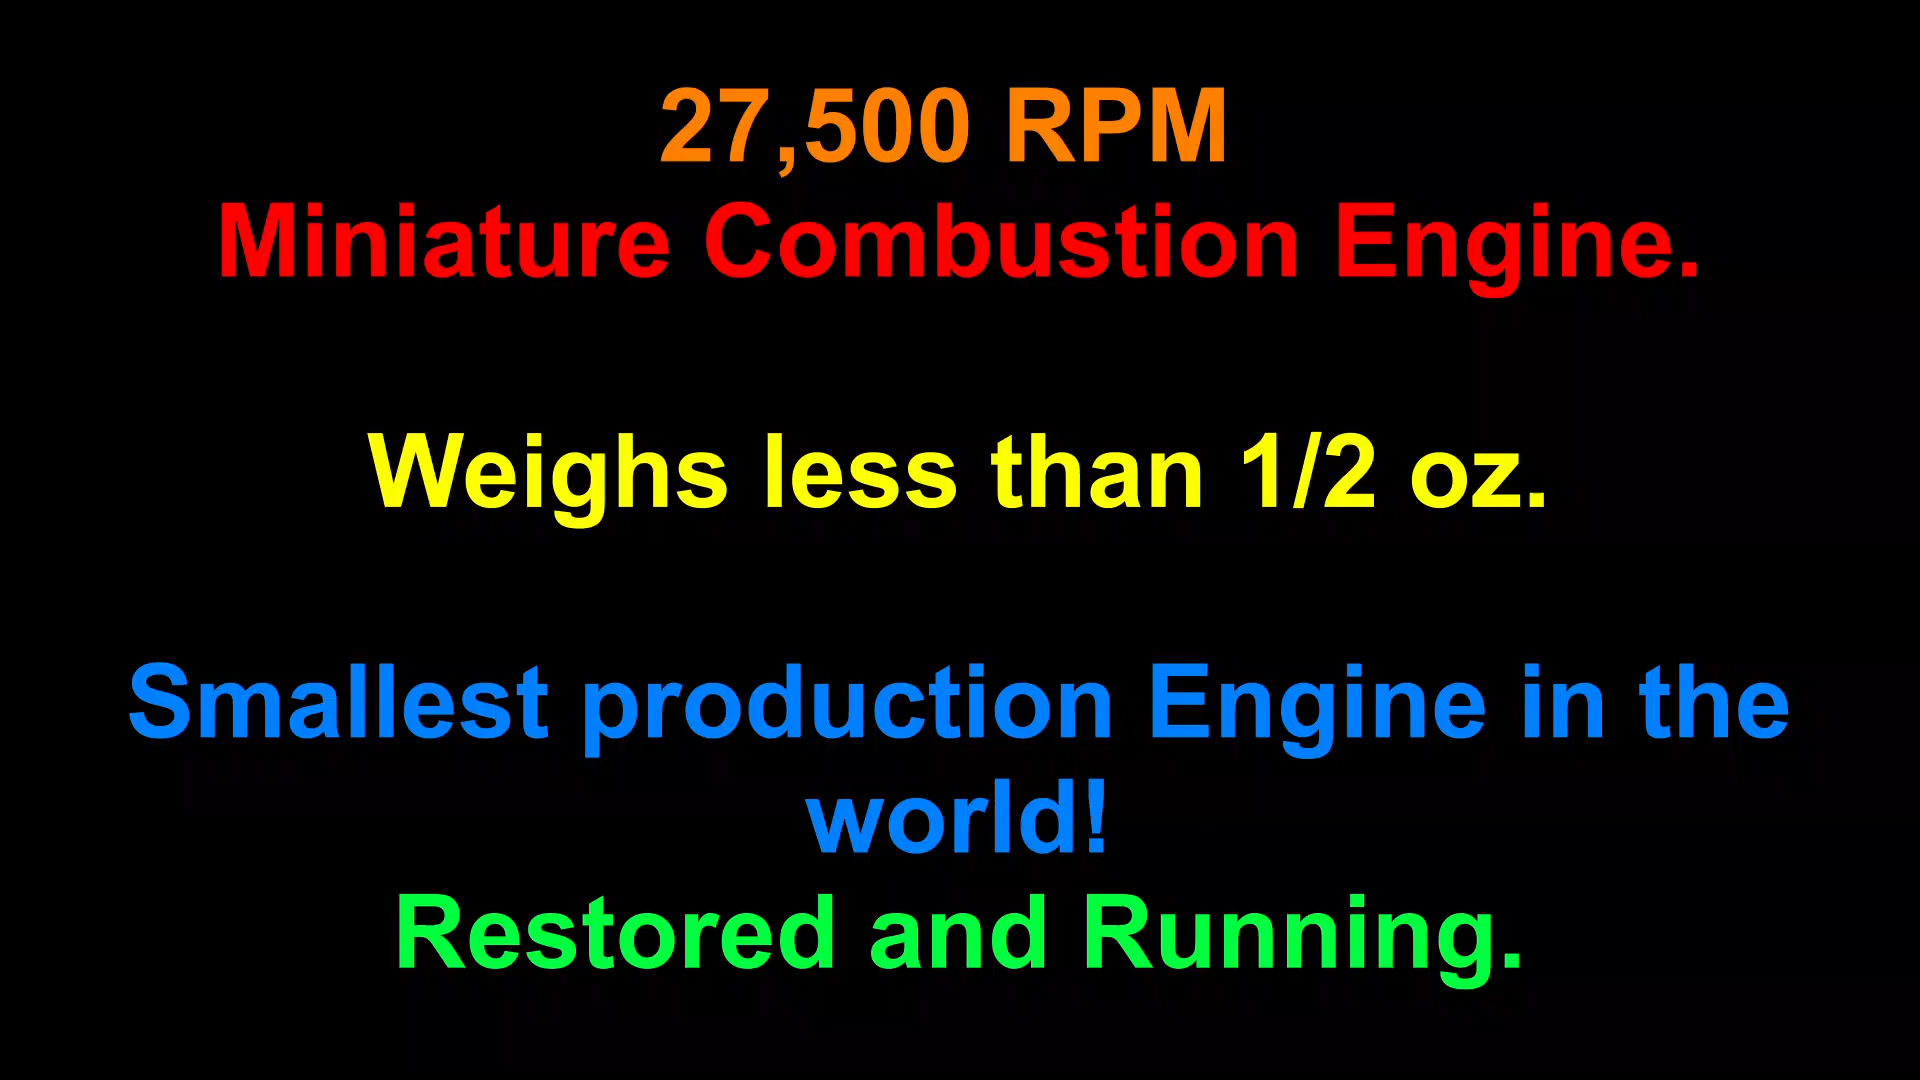 27,500 RPM
Miniature Combustion Engine.
Weighs less than 1/2 oz.
Smallest production Engine in the
world!
Restored and Running.